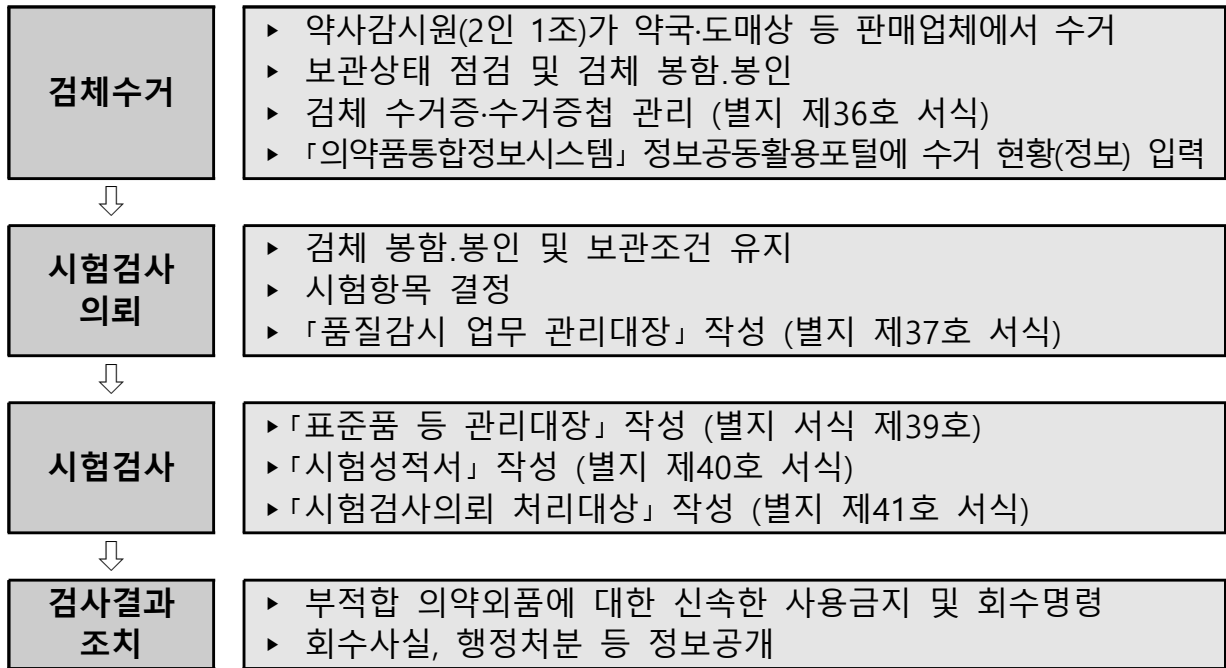 검체수거
▸ 약사감시원(2인 1조)가 약국·도매상 등 판매업체에서 수거
▸ 보관상태 점검 및 검체 봉함.봉인
▸ 검체 수거증·수거증첩 관리 (별지 제36호 서식)
▸ 「의약품통합정보시스템」 정보공동활용포털에 수거 현황(정보) 입력
⇩
시험검사
의뢰
▸ 검체 봉함.봉인 및 보관조건 유지
▸ 시험항목 결정
▸ 「품질감시 업무 관리대장」 작성 (별지 제37호 서식)
⇩
시험검사
▸「표준품 등 관리대장」 작성 (별지 서식 제39호)
▸「시험성적서」 작성 (별지 제40호 서식)
▸「시험검사의뢰 처리대상」 작성 (별지 제41호 서식)
⇩
검사결과
조치
▸ 부적합 의약외품에 대한 신속한 사용금지 및 회수명령
▸ 회수사실, 행정처분 등 정보공개